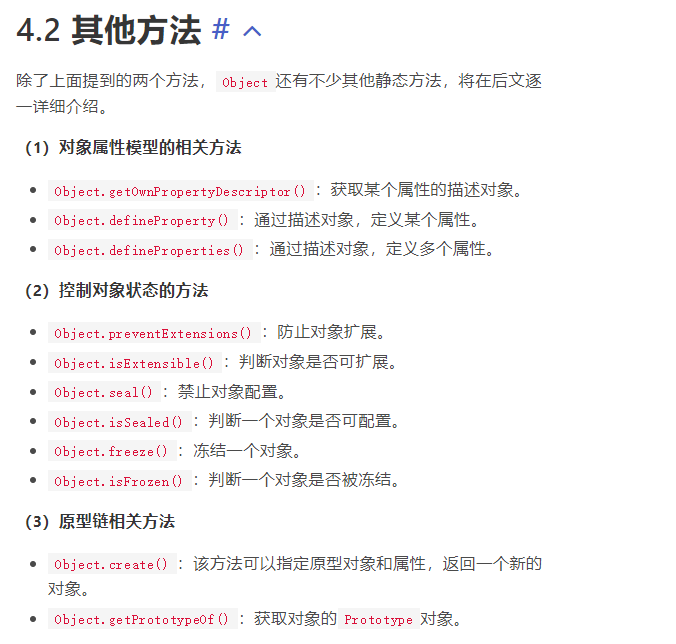 4.2 其他方法 #
除了上面提到的两个方法，Object 还有不少其他静态方法，将在后文逐
一详细介绍。
（1）对象属性模型的相关方法
Object.getOwnPropertyDescriptor()：获取某个属性的描述对象。
Object.defineProperty()：通过描述对象，定义某个属性。
Object.defineProperties()：通过描述对象，定义多个属性。
（2）控制对象状态的方法
Object.preventExtensions()：防止对象扩展。
Object.isExtensible()：判断对象是否可扩展。
Object.seal()：禁止对象配置。
Object.isSealed()：判断一个对象是否可配置。
Object.freeze()：冻结一个对象。
Object.isFrozen()：判断一个对象是否被冻结。
（3）原型链相关方法
Object.create()：该方法可以指定原型对象和属性，返回一个新的
对象。
Object.getPrototypeOf()：获取对象的 Prototype 对象。